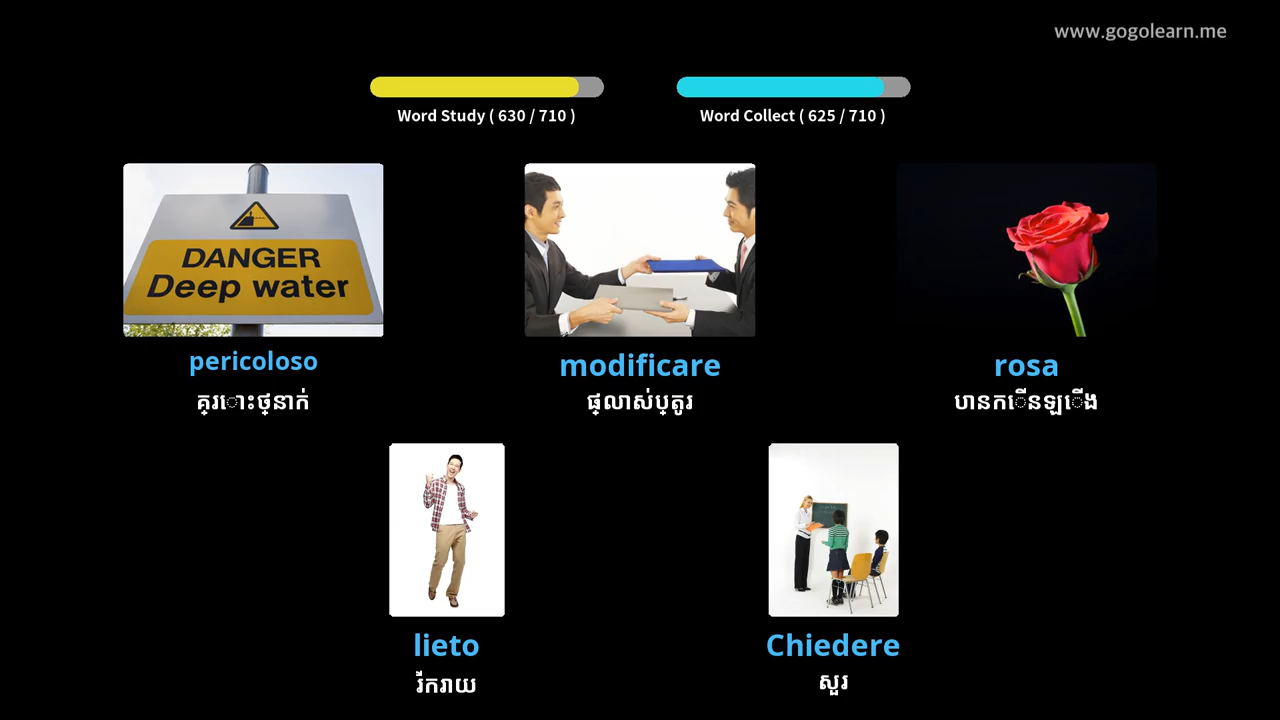 www.gogolearn.me
Word Study ( 630 / 710 )
Word Collect ( 625 / 710 )
DANGER
Deep water
pericoloso
modificare
rosa
គ្រោះថ្នាក់
ផ្លាស់ប្តូរ
បានកើនឡើង
lieto
Chiedere
រីករាយ
សួរ